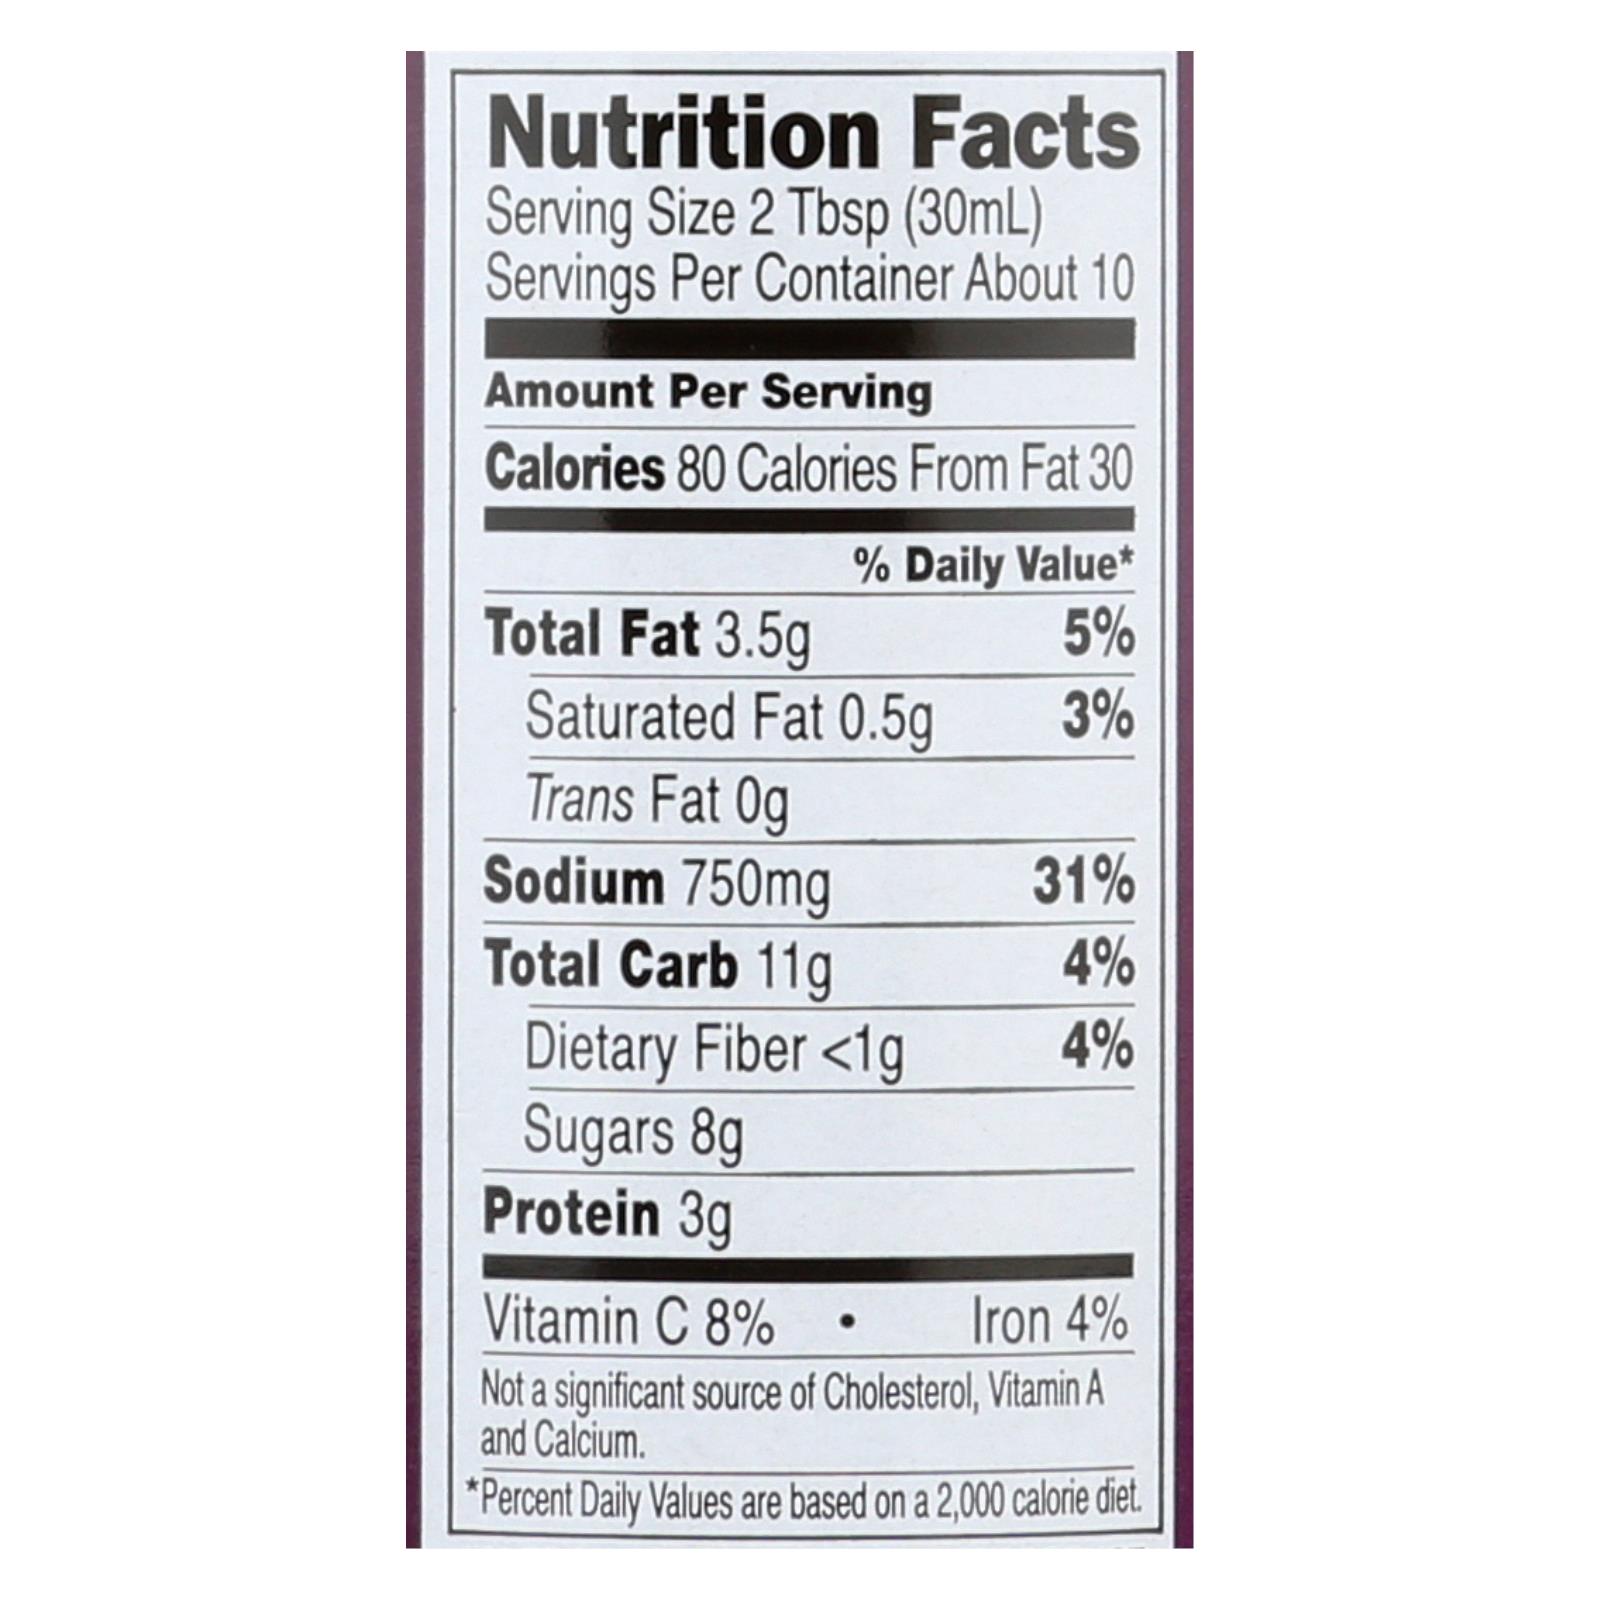 Nutrition Facts
Serving Size 2 Tbsp (30mL)
Servings Per Container About 10
Amount Per Serving
Calories 80 Calories From Fat 30
% Daily Value*
Total Fat 3.5g 5%
Saturated Fat 0.5g 3%
Trans Fat 0g
Sodium 750mg 31%
Total Carb 11g 4%
Dietary Fiber <1g 4%
Sugars 8g
Protein 3g
Vitamin C 8% • Iron 4%
Not a significant source of Cholesterol, Vitamin A
and Calcium.
*Percent Daily Values are based on a 2,000 calorie diet.